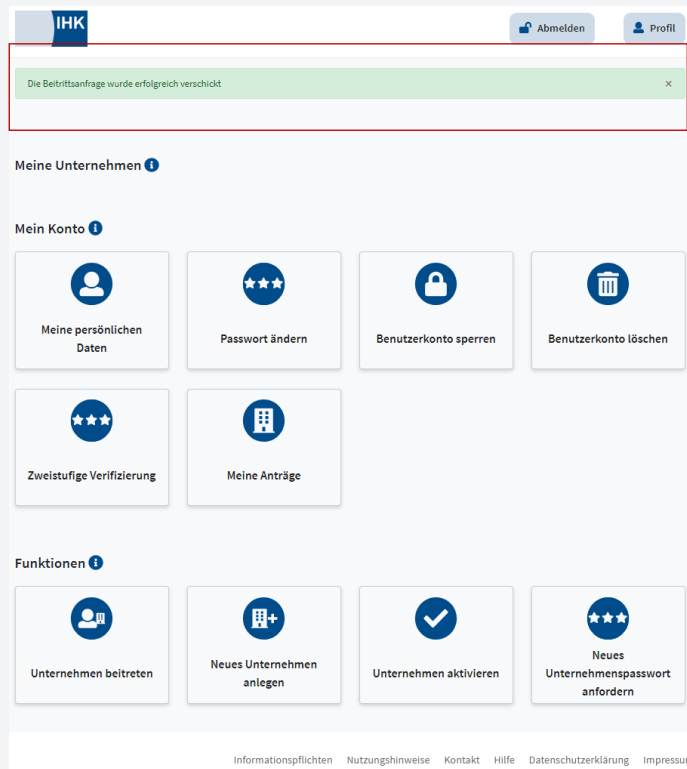 IHK
Abmelden
Profil
Die Beitrittsanfrage wurde erfolgreich verschickt
×
Meine Unternehmen
Mein Konto
Meine persönlichen
Daten
Passwort ändern
Benutzerkonto sperren
Benutzerkonto löschen
Zweistufige Verifizierung
Meine Anträge
Funktionen
Unternehmen beitreten
Neues Unternehmen
anlegen
Unternehmen aktivieren
Neues
Unternehmenspasswort
anfordern
Informationspflichten Nutzungshinweise Kontakt Hilfe Datenschutzerklärung Impressu